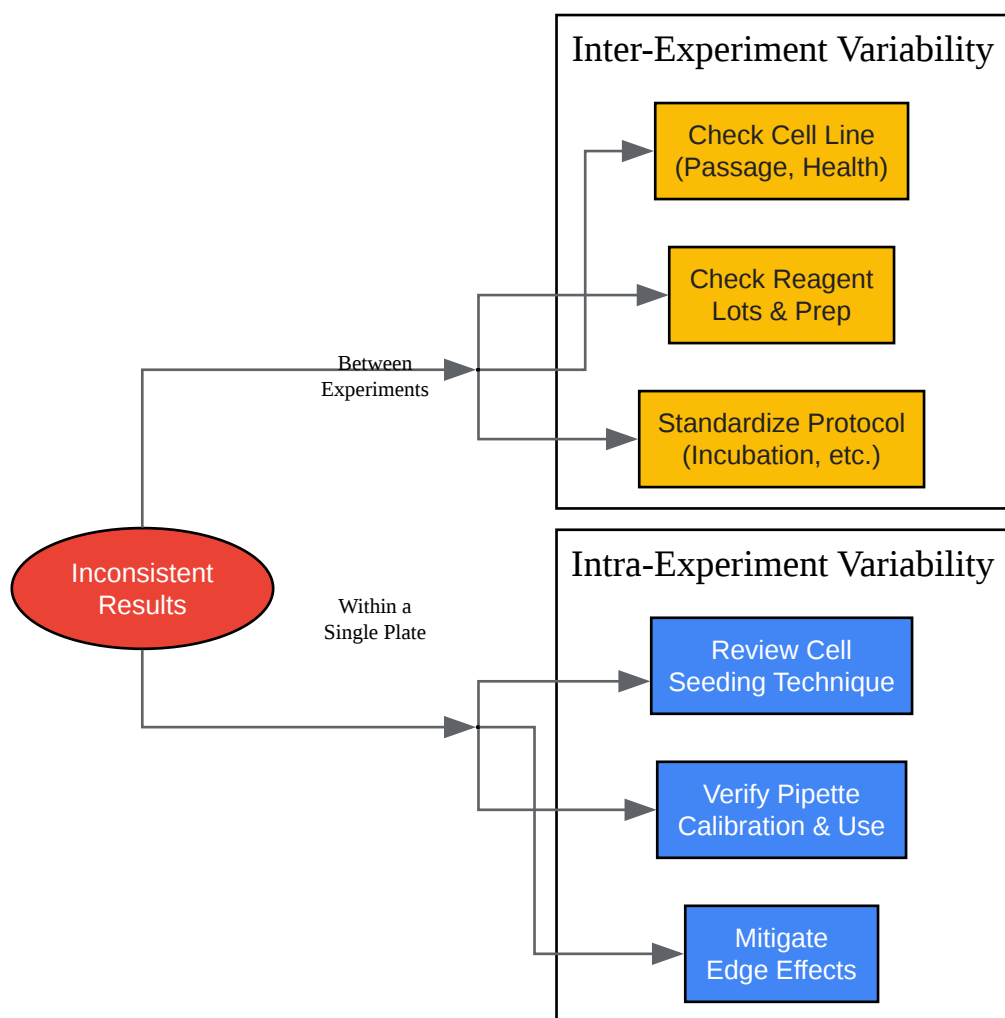 Inter-Experiment Variability
Check Cell Line
(Passage, Health)
Check Reagent
Lots & Prep
Between
Experiments
Standardize Protocol
(Incubation, etc.)
Inconsistent
Results
Intra-Experiment Variability
Within a
Single Plate
Review Cell
Seeding Technique
Verify Pipette
Calibration & Use
Mitigate
Edge Effects